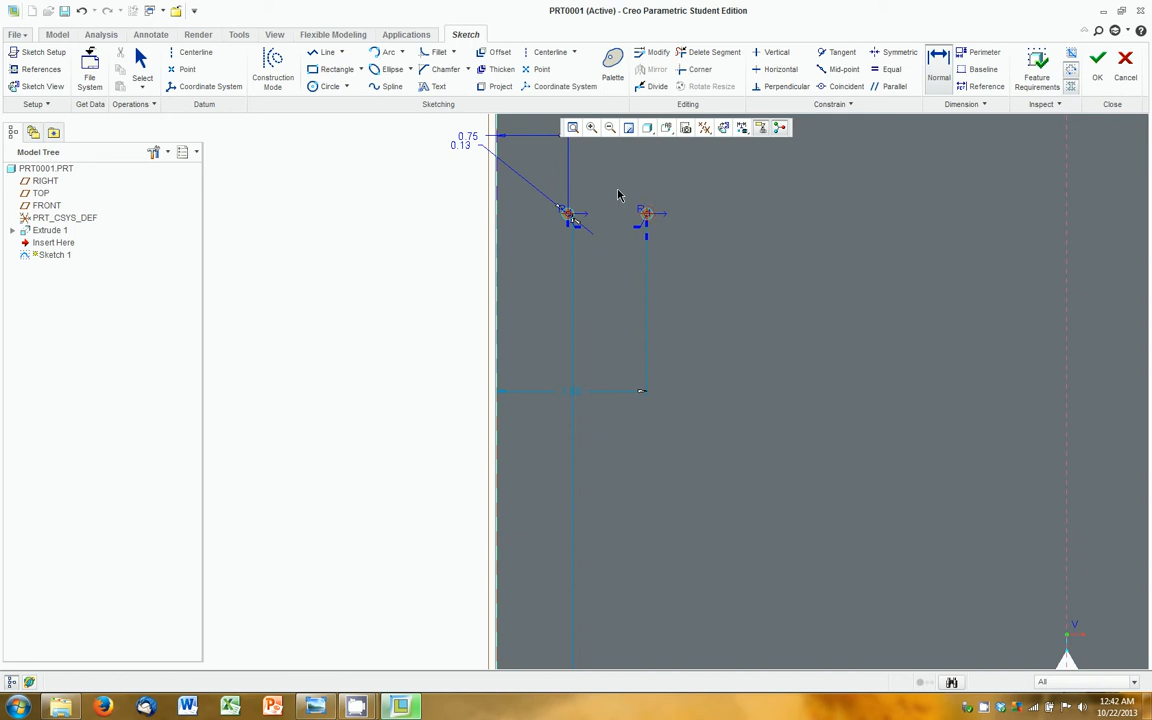 PRT0001 (Active) - Creo Parametric Student Edition
File Model Analysis Annotate Render Tools View Flexible Modeling Applications Sketch
Sketch Setup
References
Sketch View
Setup
File System
Get Data
Select
Operations
Centerline
Point
Coordinate System
Datum
Construction Mode
Line
Rectangle
Circle
Arc
Ellipse
Spline
Fillet
Chamfer
Text
Offset
Thicken
Project
Centerline
Point
Coordinate System
Sketching
Palette
Modify
Mirror
Divide
Delete Segment
Corner
Rotate Resize
Editing
Vertical
Horizontal
Perpendicular
Tangent
Mid-point
Coincident
Symmetric
Equal
Parallel
Constrain
Normal
Perimeter
Baseline
Reference
Dimension
Feature Requirements
Inspect
OK
Cancel
Close
Model Tree
PRT0001.PRT
RIGHT
TOP
FRONT
PRT_CSYS_DEF
Extrude 1
Insert Here
Sketch 1
0.75
0.13
R
R
V
All
12:42 AM
10/22/2013